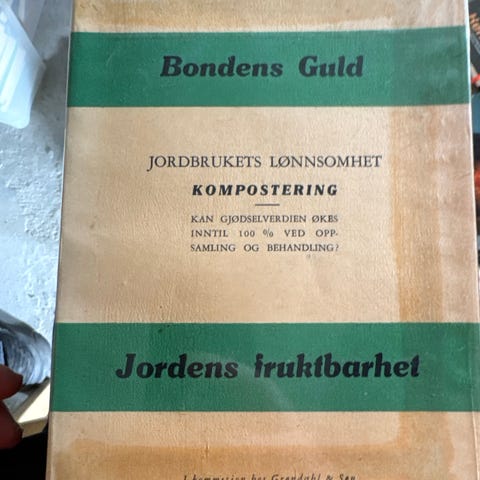 Bondens Guld
JORDBRUKETS LØNNSOMHET
KOMPOSTERING
KAN GJØDSELVERDIEN ØKES
INNTIL 100 % VED OPP-
SAMLING OG BEHANDLING?
Jordens fruktbarhet
I kommisjon hos Grøndahl & Søn